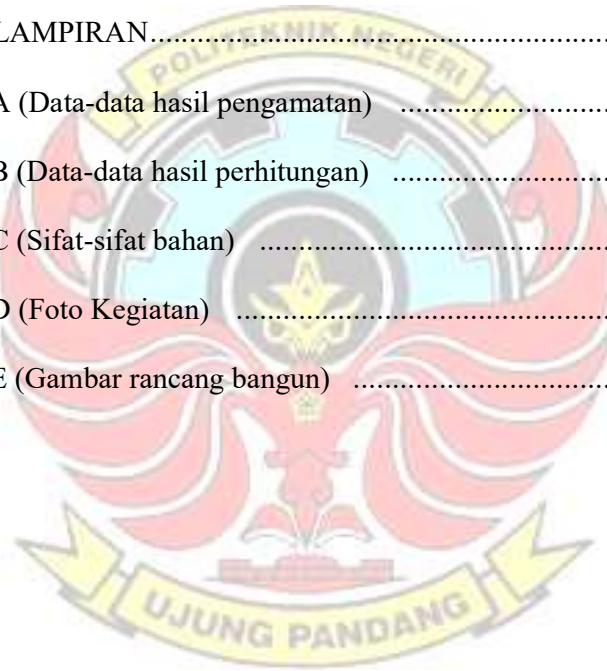 LAMPIRAN.......................................................
POLITEKNIK NEGERI
A (Data-data hasil pengamatan) .........................
B (Data-data hasil perhitungan) ..........................
C (Sifat-sifat bahan) ..........................................
D (Foto Kegiatan) .............................................
E (Gambar rancang bangun) ..............................
UJUNG PANDANG